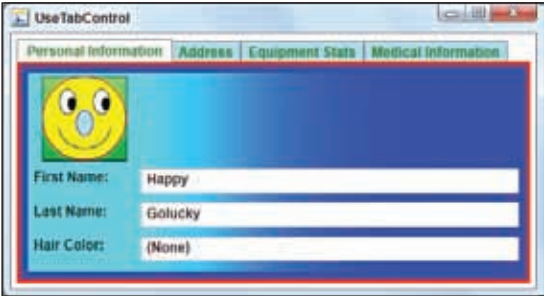 UseTabControl
Personal Information Address Equipment Stats Medical Information
First Name: Happy
Last Name: Golucky
Hair Color: (None)